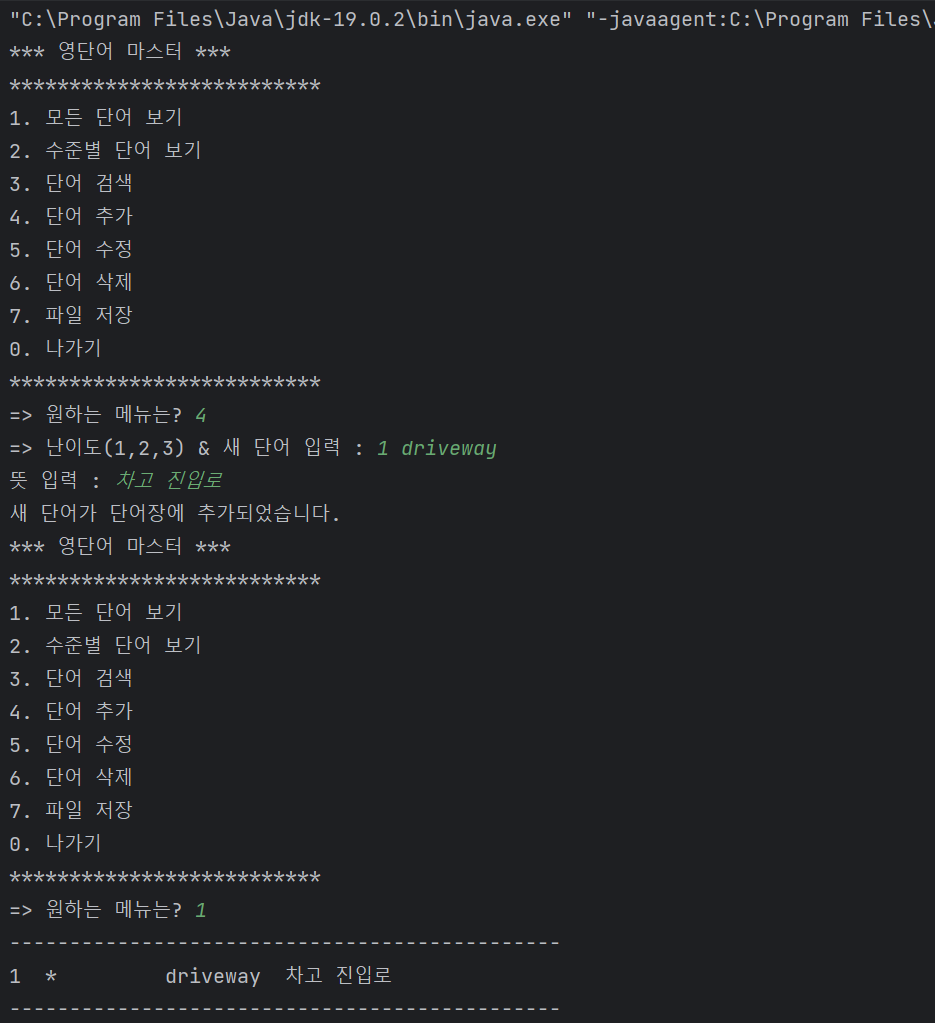 "C:\Program Files\Java\jdk-19.0.2\bin\java.exe" "-javaagent:C:\Program Files\
*** 영단어 마스터 ***
**************************
1. 모든 단어 보기
2. 수준별 단어 보기
3. 단어 검색
4. 단어 추가
5. 단어 수정
6. 단어 삭제
7. 파일 저장
0. 나가기
**************************
=> 원하는 메뉴는? 4
=> 난이도(1,2,3) & 새 단어 입력 : 1 driveway
뜻 입력 : 차고 진입로
새 단어가 단어장에 추가되었습니다.
*** 영단어 마스터 ***
**************************
1. 모든 단어 보기
2. 수준별 단어 보기
3. 단어 검색
4. 단어 추가
5. 단어 수정
6. 단어 삭제
7. 파일 저장
0. 나가기
**************************
=> 원하는 메뉴는? 1
----------------------------------------------
1  *         driveway  차고 진입로
----------------------------------------------